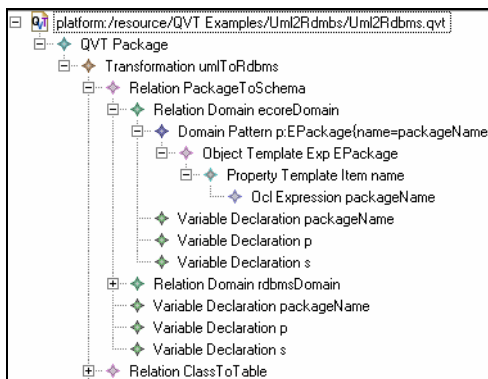 platform:/resource/QVT Examples/Uml2Rdmbs/Uml2Rdbms.qvt
QVT Package
Transformation umlToRdbms
Relation PackageToSchema
Relation Domain ecoreDomain
Domain Pattern p:EPackage{name=packageName
Object Template Exp EPackage
Property Template Item name
Ocl Expression packageName
Variable Declaration packageName
Variable Declaration p
Variable Declaration s
Relation Domain rdbmsDomain
Variable Declaration packageName
Variable Declaration p
Variable Declaration s
Relation ClassToTable